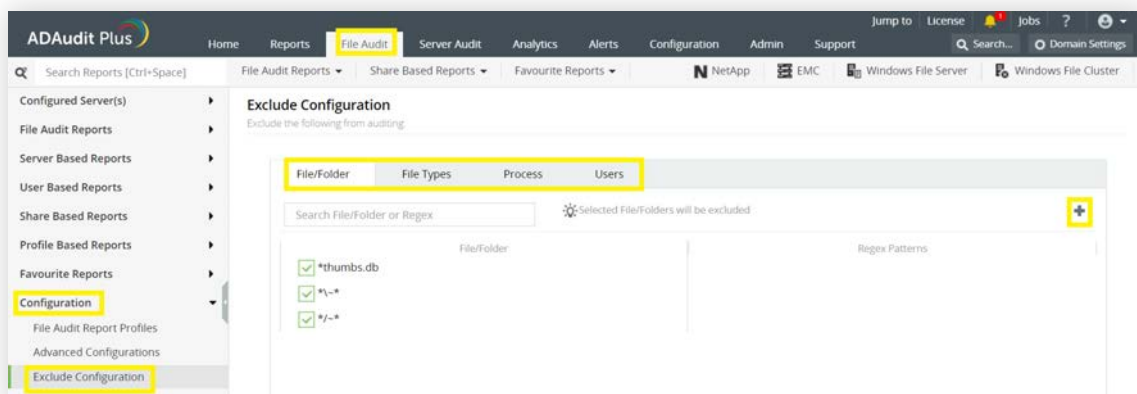 Jump to License 1 Jobs ?
ADAudit Plus
Home Reports File Audit Server Audit Analytics Alerts Configuration Admin Support Search... Domain Settings
Search Reports [Ctrl+Space] File Audit Reports Share Based Reports Favourite Reports NetApp EMC Windows File Server Windows File Cluster
Configured Server(s)
File Audit Reports
Server Based Reports
User Based Reports
Share Based Reports
Profile Based Reports
Favourite Reports
Configuration
File Audit Report Profiles
Advanced Configurations
Exclude Configuration
Exclude Configuration
Exclude the following from auditing
File/Folder File Types Process Users
Search File/Folder or Regex Selected File/Folders will be excluded +
File/Folder Regex Patterns
*thumbs.db
*\~*
*/~*